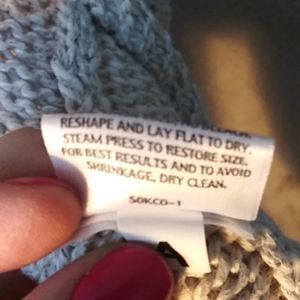 RESHAPE AND LAY FLAT TO DRY.
STEAM PRESS TO RESTORE SIZE.
FOR BEST RESULTS AND TO AVOID
SHRINKAGE, DRY CLEAN.
S0KC0-1